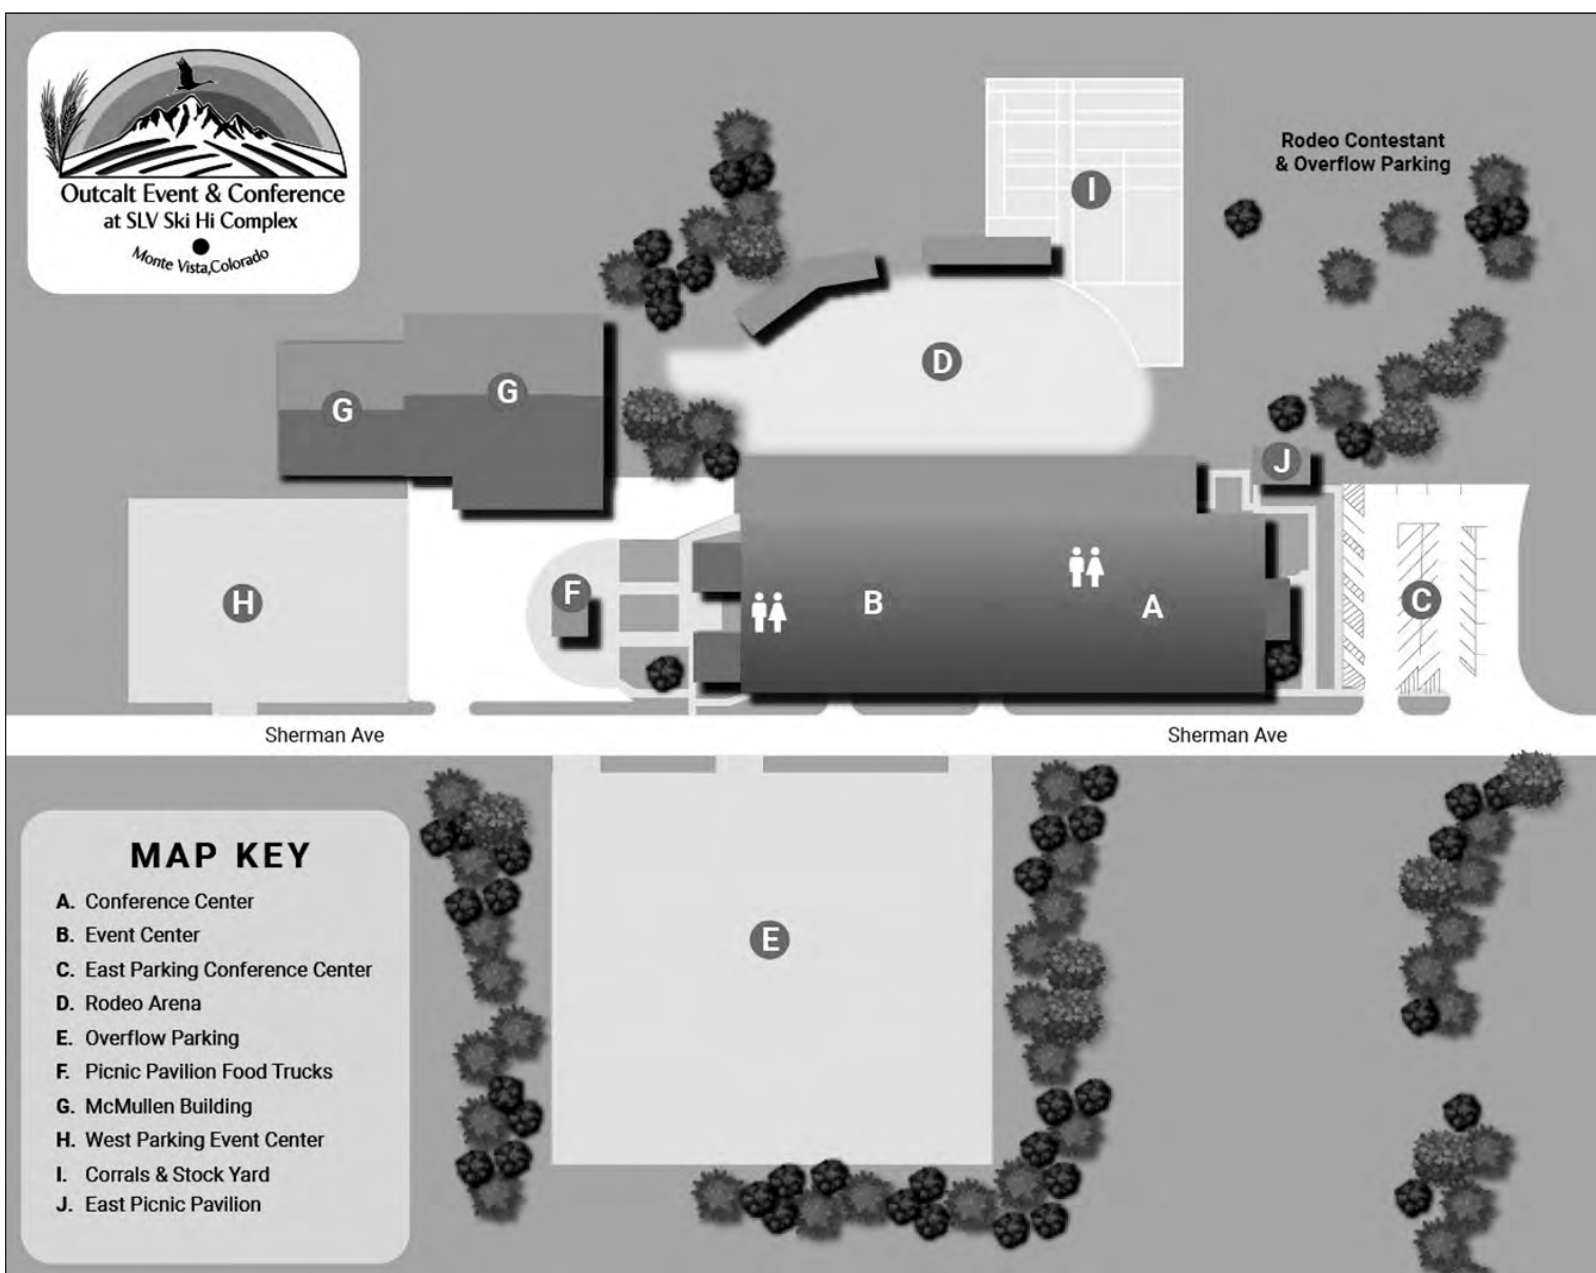 Outcalt Event & Conference
at SLV Ski Hi Complex
Monte Vista,Colorado
Rodeo Contestant
& Overflow Parking
I
D
G
G
J
H
F
B
A
C
Sherman Ave
Sherman Ave
E
MAP KEY
A. Conference Center
B. Event Center
C. East Parking Conference Center
D. Rodeo Arena
E. Overflow Parking
F. Picnic Pavilion Food Trucks
G. McMullen Building
H. West Parking Event Center
I. Corrals & Stock Yard
J. East Picnic Pavilion